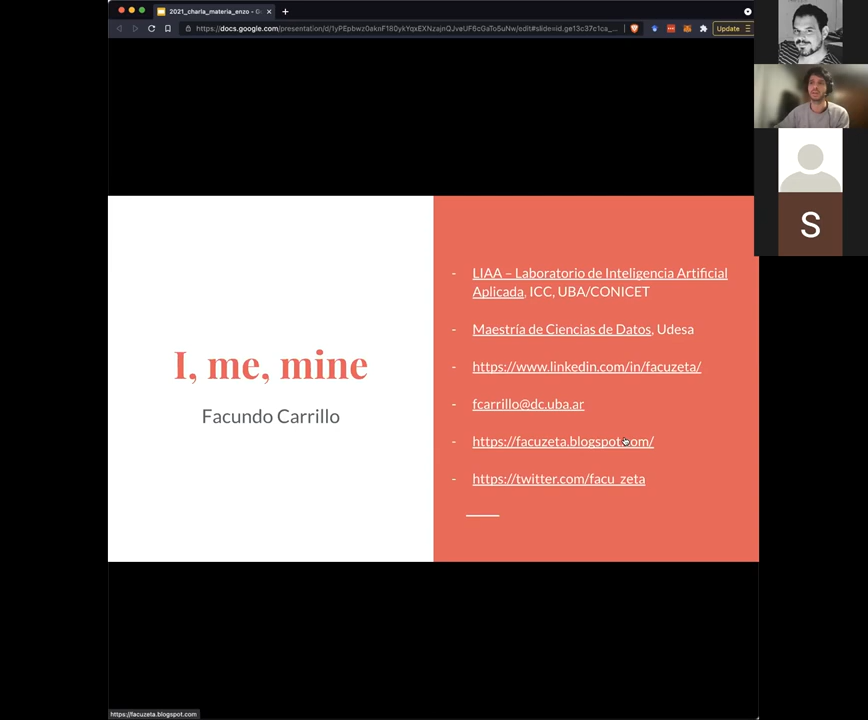 2021_charla_materia_enzo - Go
Update
I, me, mine
Facundo Carrillo
- LIAA – Laboratorio de Inteligencia Artificial
Aplicada, ICC, UBA/CONICET
- Maestría de Ciencias de Datos, Udesa
- https://www.linkedin.com/in/facuzeta/
- fcarrillo@dc.uba.ar
- https://facuzeta.blogspot.com/
- https://twitter.com/facu_zeta
S
https://facuzeta.blogspot.com